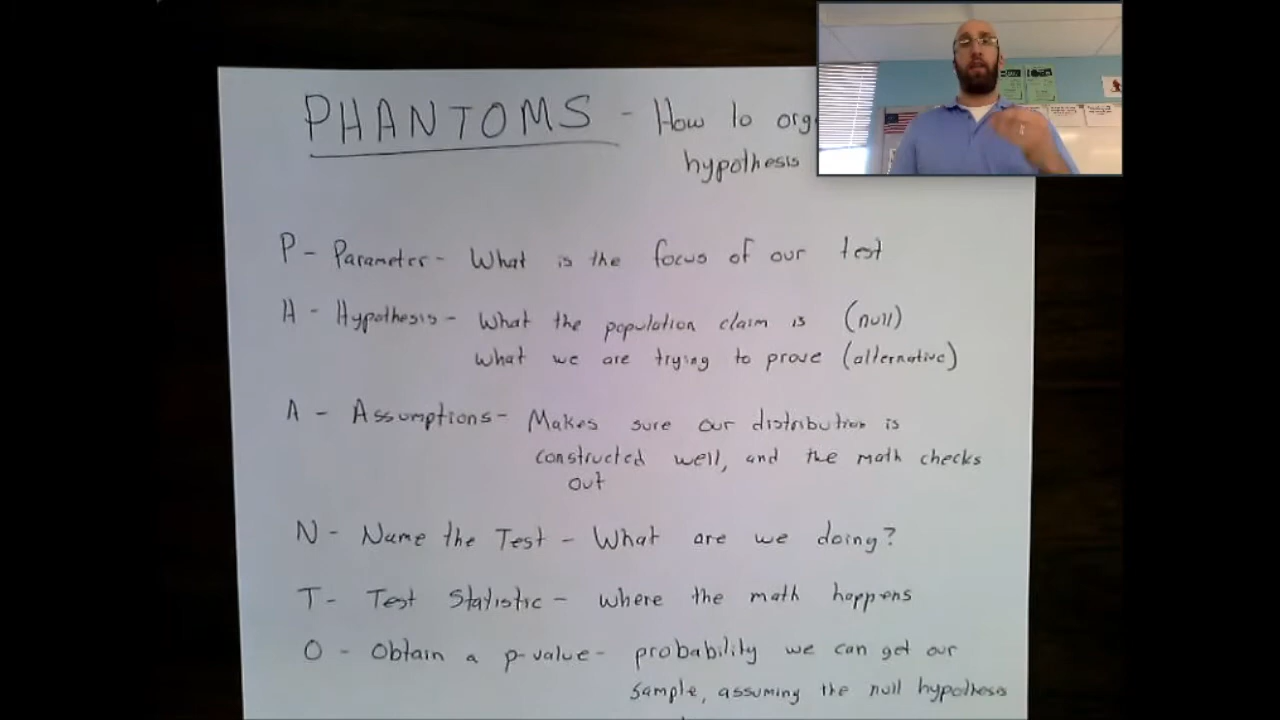 PHANTOMS - How to org
hypothesis
P - Parameter - What is the focus of our test
H - Hypothesis - What the population claim is (null)
what we are trying to prove (alternative)
A - Assumptions - Makes sure our distribution is
constructed well, and the math checks
out
N - Name the Test - What are we doing?
T - Test Statistic - where the math happens
O - Obtain a p-value - probability we can get our
sample, assuming the null hypothesis